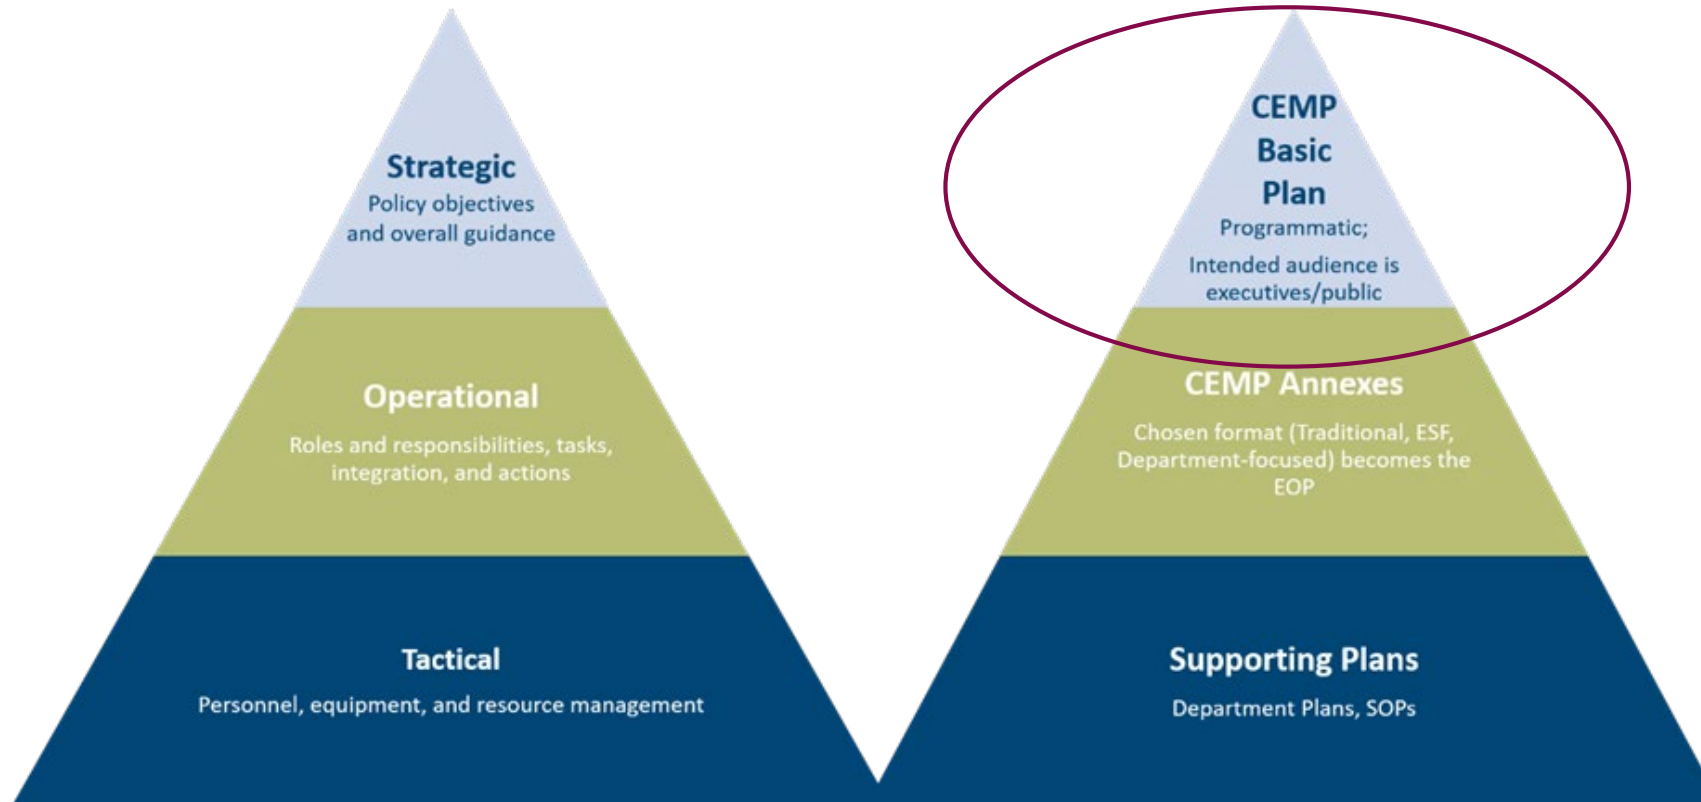 Strategic
Policy objectives
and overall guidance
Operational
Roles and responsibilities, tasks,
integration, and actions
Tactical
Personnel, equipment, and resource management
CEMP
Basic
Plan
Programmatic;
Intended audience is
executives/public
CEMP Annexes
Chosen format (Traditional, ESF,
Department-focused) becomes the
EOP
Supporting Plans
Department Plans, SOPs